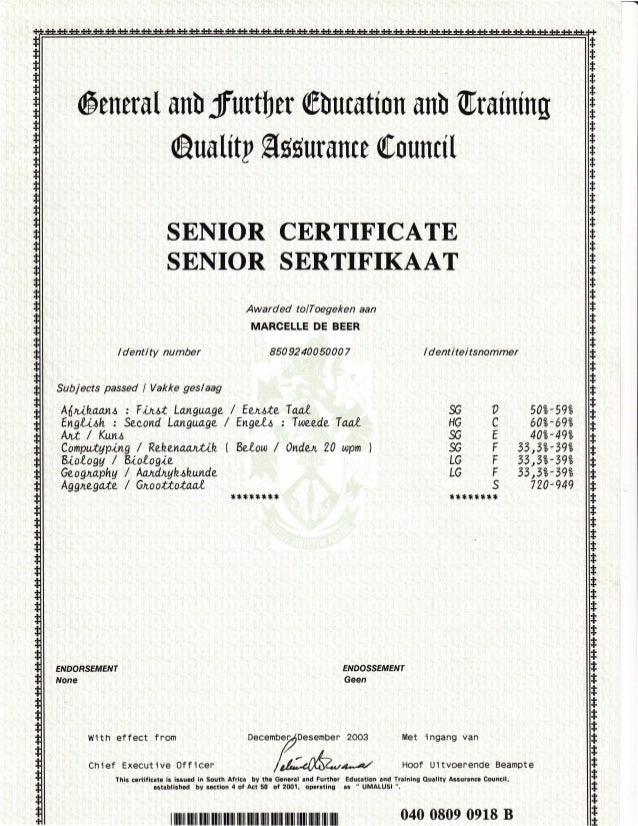 General and Further Education and Training
Quality Assurance Council
SENIOR CERTIFICATE
SENIOR SERTIFIKAAT
Awarded to/Toegeken aan
MARCELLE DE BEER
Identity number 8509240050007 Identiteitsnommer
Subjects passed / Vakke geslaag
Afrikaans : First Language / Eerste Taal SG D 50%-59%
English : Second Language / Engels : Tweede Taal HG C 60%-69%
Art / Kuns SG E 40%-49%
Computyping / Rekenaartik ( Below / Onder 20 wpm ) SG F 33,3%-39%
Biology / Biologie LG F 33,3%-39%
Geography / Aardrykskunde LG F 33,3%-39%
Aggregate / Groottotaal S 720-949
******** ********
ENDORSEMENT ENDOSSEMENT
None Geen
With effect from December/Desember 2003 Met ingang van
Chief Executive Officer Hoof Uitvoerende Beampte
This certificate is issued in South Africa by the General and Further Education and Training Quality Assurance Council,
established by section 4 of Act 58 of 2001, operating as " UMALUSI ".
040 0809 0918 B